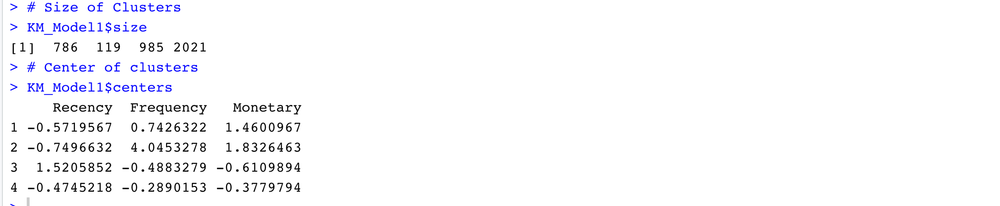 > # Size of Clusters
> KM_Model1$size
[1]  786  119  985 2021
> # Center of clusters
> KM_Model1$centers
     Recency  Frequency   Monetary
1 -0.5719567  0.7426322  1.4600967
2 -0.7496632  4.0453278  1.8326463
3  1.5205852 -0.4883279 -0.6109894
4 -0.4745218 -0.2890153 -0.3779794
>